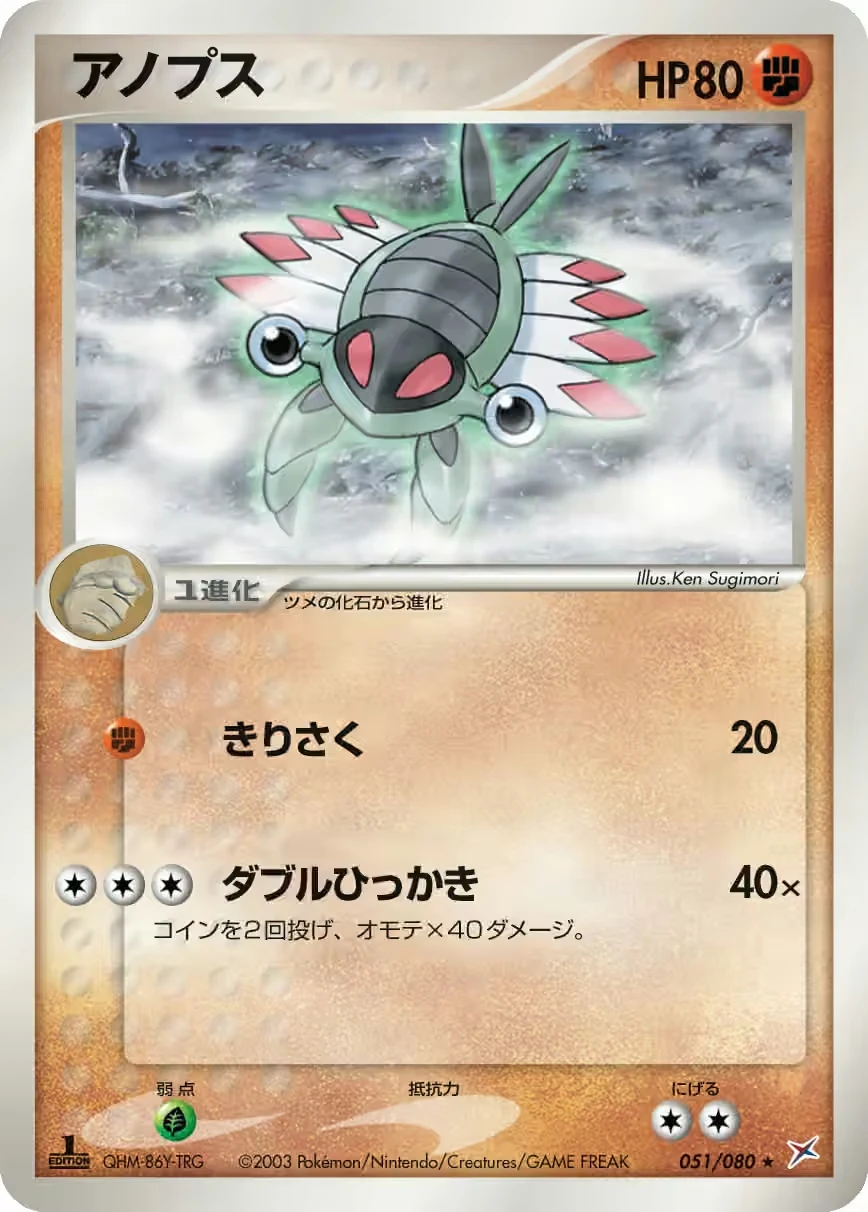 アノプス HP80
Illus.Ken Sugimori
1進化
ツメの化石から進化
きりさく 20
ダブルひっかき 40×
コインを2回投げ、オモテ×40ダメージ。
弱点 抵抗力 にげる
1 EDITION QHM-86Y-TRG ©2003 Pokémon/Nintendo/Creatures/GAME FREAK 051/080 ★